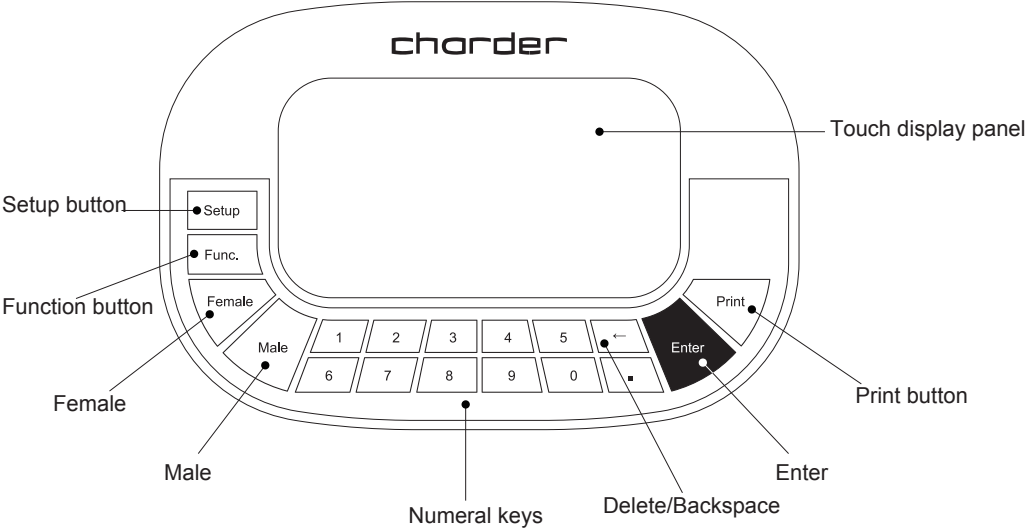 charder
Touch display panel
Setup button
Setup
Func.
Function button
Female
Print
Male
1 2 3 4 5 ←
Enter
6 7 8 9 0 .
Female
Print button
Male
Enter
Delete/Backspace
Numeral keys